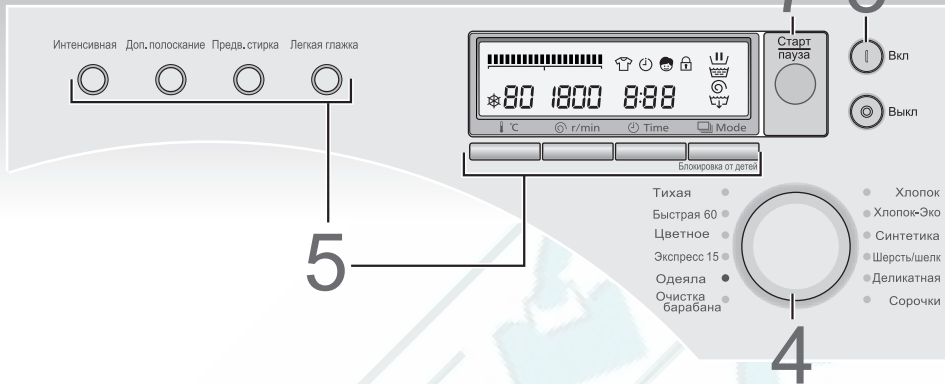 7
Интенсивная Доп. полоскание Предв. стирка Легкая глажка
Старт
пауза
Вкл
80 1800 8:88
Выкл
°C r/min Time Mode
Блокировка от детей
5
Тихая
Быстрая 60
Цветное
Экспресс 15
Одеяла
Очистка
барабана
Хлопок
Хлопок-Эко
Синтетика
Шерсть/шелк
Деликатная
Сорочки
4